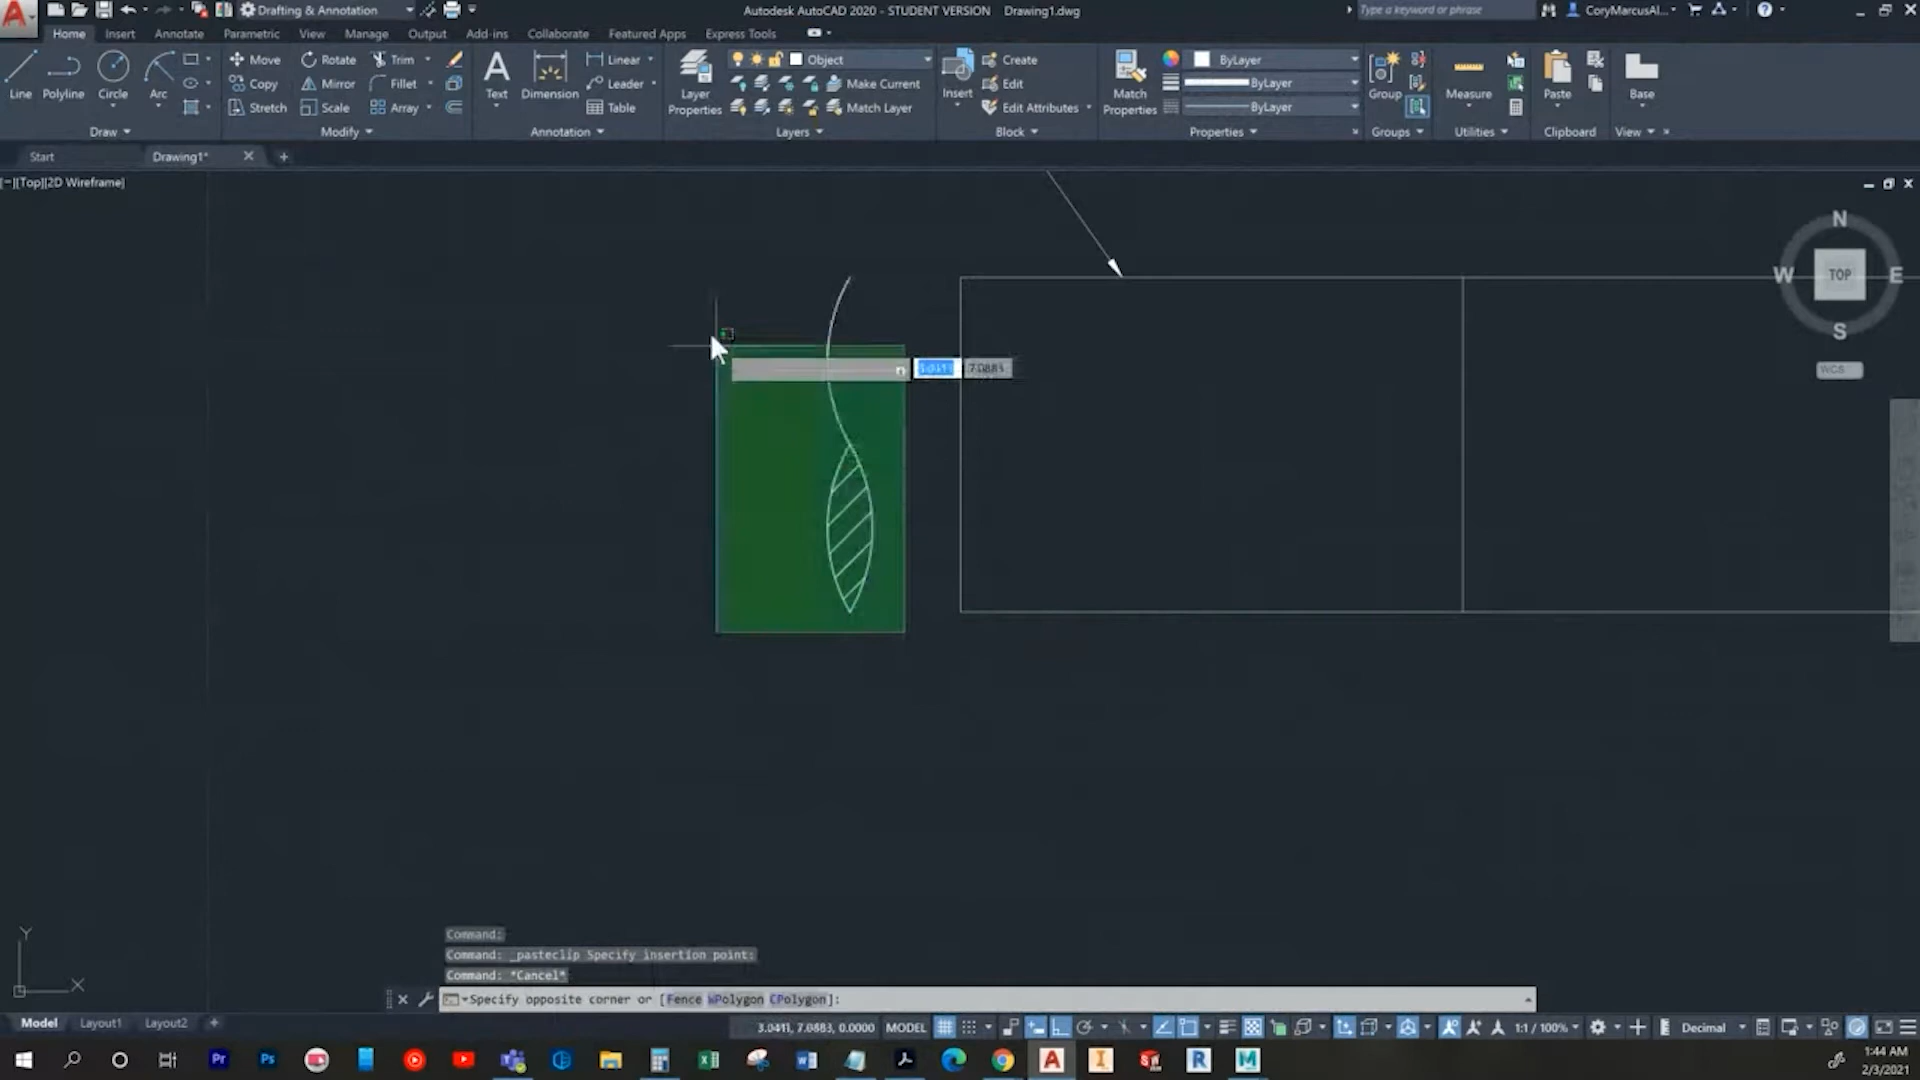 Drafting & Annotation
Autodesk AutoCAD 2020 - STUDENT VERSION Drawing1.dwg
Type a keyword or phrase
CoryMarcusAl...
Home Insert Annotate Parametric View Manage Output Add-ins Collaborate Featured Apps Express Tools
Line Polyline Circle Arc
Move Rotate Trim
Copy Mirror Fillet
Stretch Scale Array
Text Dimension
Linear
Leader
Table
Layer Properties
Object
Make Current
Match Layer
Insert
Create
Edit
Edit Attributes
Match Properties
ByLayer
ByLayer
ByLayer
Group
Measure
Paste
Base
Draw Modify Annotation Layers Block Properties Groups Utilities Clipboard View
Start Drawing1*
[−][Top][2D Wireframe]
N
W TOP E
S
WCS
7.0883
Y
X
Command:
Command: _pasteclip Specify insertion point:
Command: *Cancel*
Specify opposite corner or [Fence WPolygon CPolygon]:
Model Layout1 Layout2
3.0411, 7.0883, 0.0000 MODEL
1:1 / 100%
Decimal
1:44 AM
2/3/2021